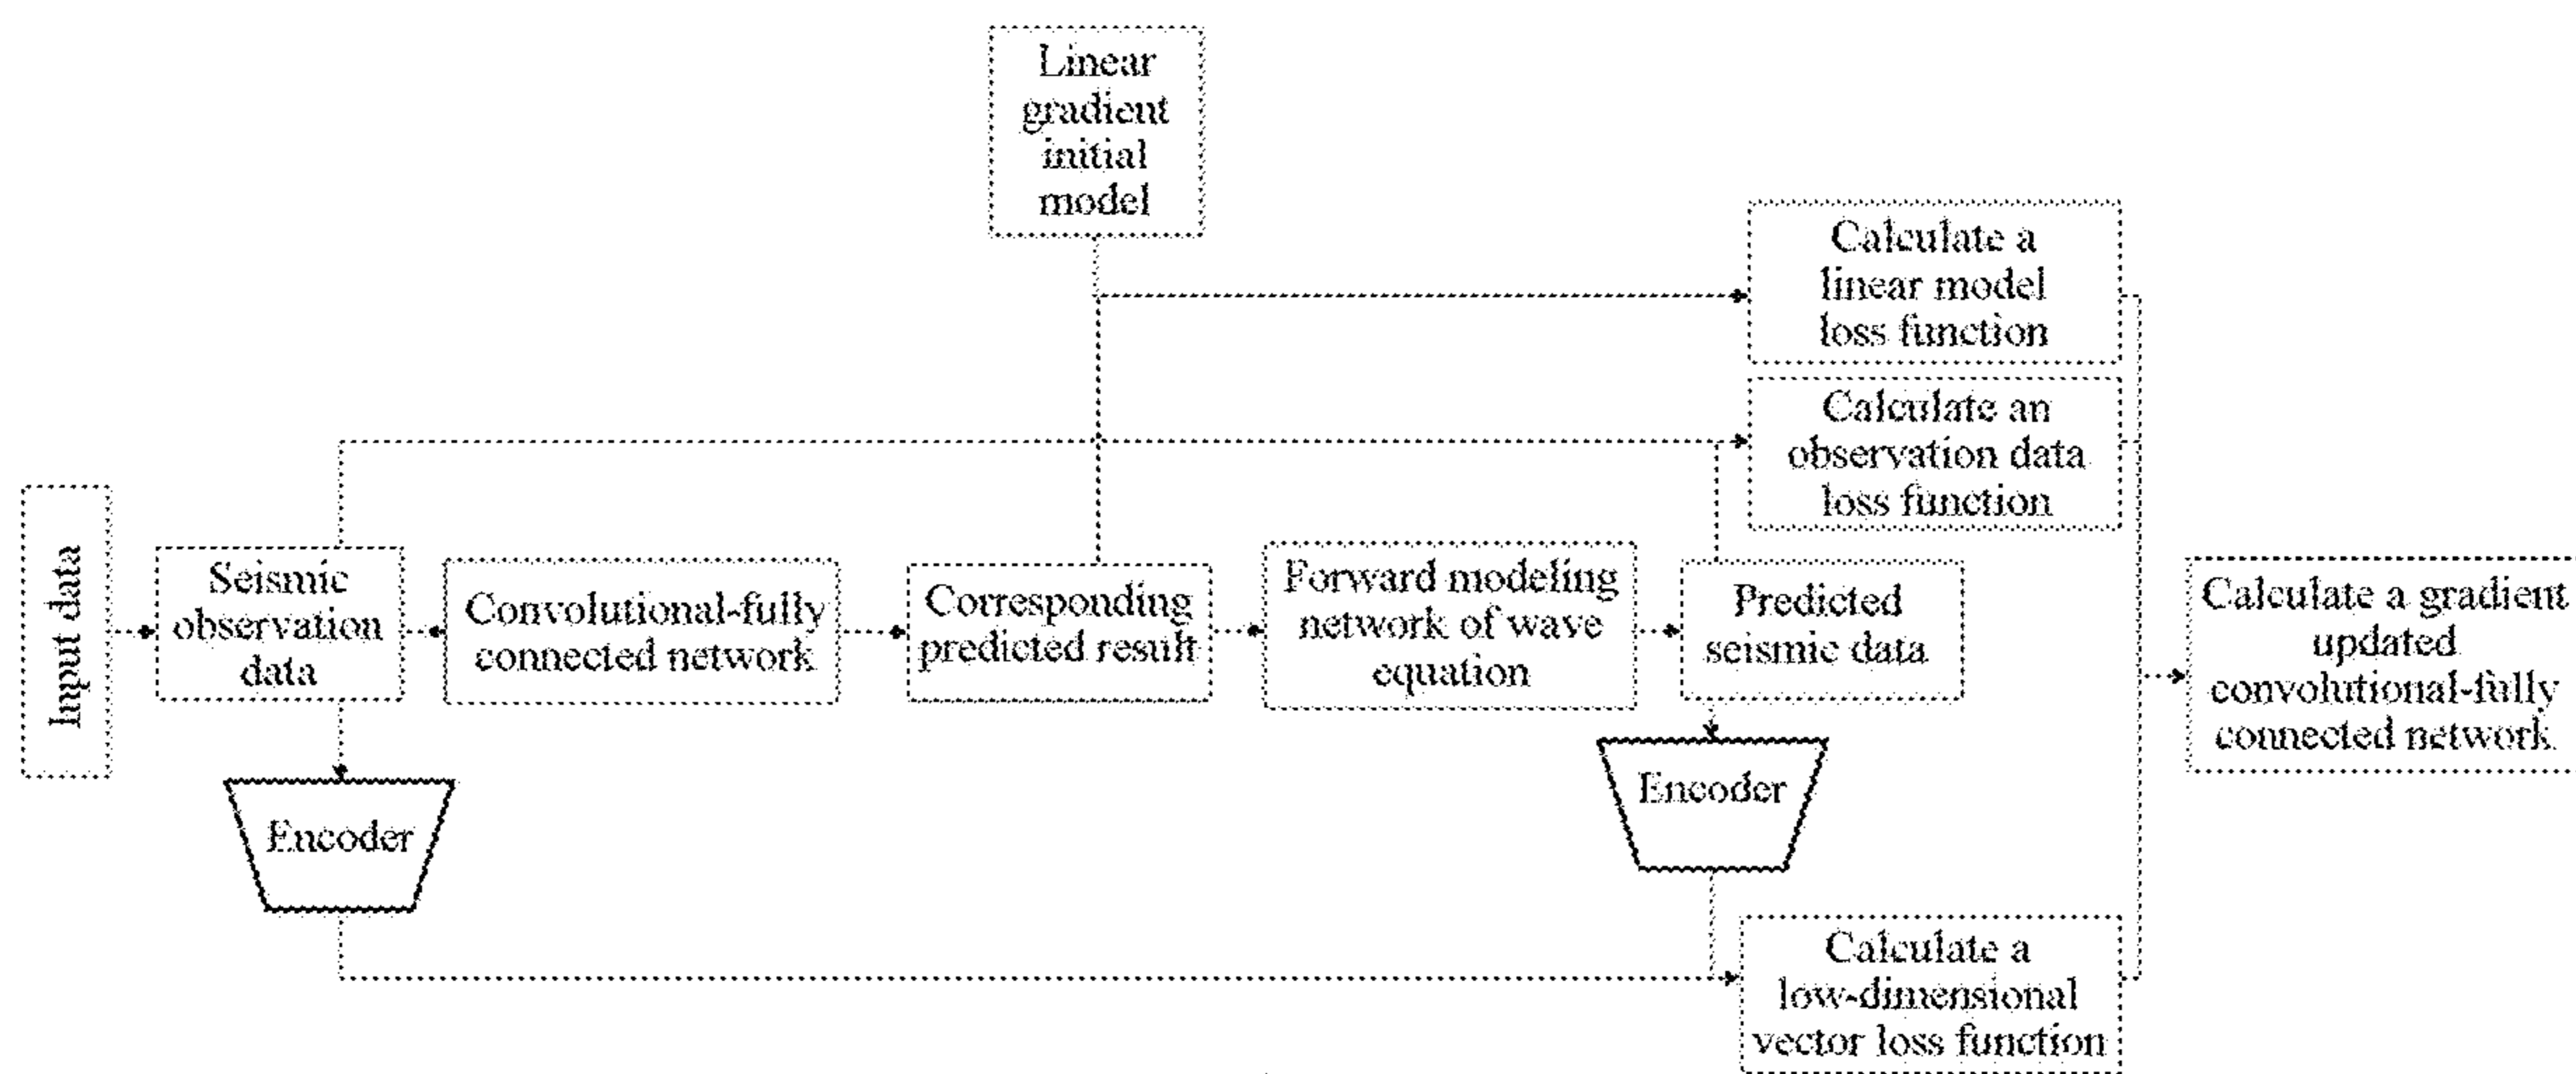 Linear
gradient
initial
model
Calculate a
linear model
loss function
Calculate an
observation data
loss function
Input data
Seismic
observation
data
Convolutional-fully
connected network
Corresponding
predicted result
Forward modeling
network of wave
equation
Predicted
seismic data
Calculate a gradient
updated
convolutional-fully
connected network
Encoder
Encoder
Calculate a
low-dimensional
vector loss function